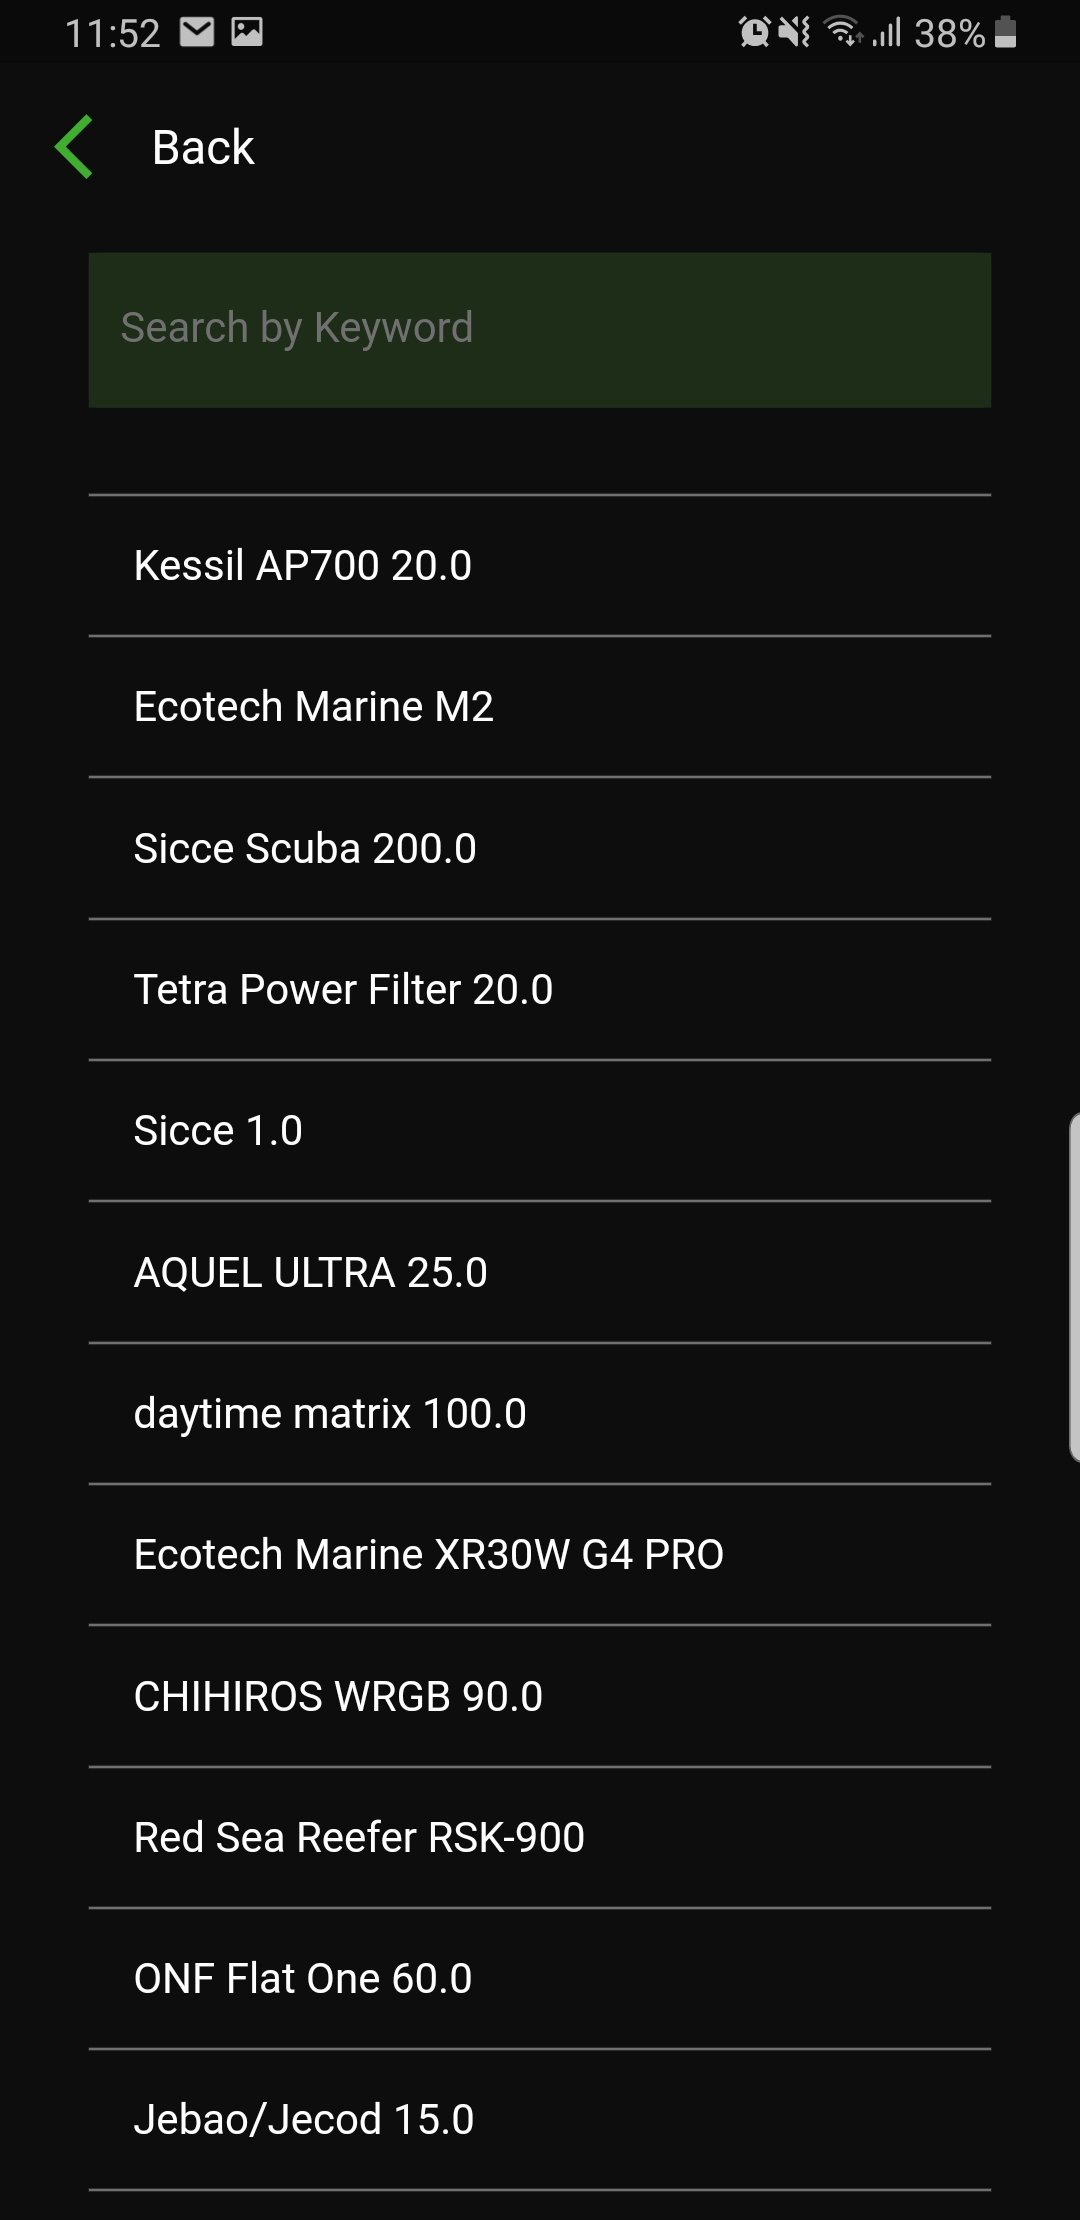 11:52
38%
Back
Search by Keyword
Kessil AP700 20.0
Ecotech Marine M2
Sicce Scuba 200.0
Tetra Power Filter 20.0
Sicce 1.0
AQUEL ULTRA 25.0
daytime matrix 100.0
Ecotech Marine XR30W G4 PRO
CHIHIROS WRGB 90.0
Red Sea Reefer RSK-900
ONF Flat One 60.0
Jebao/Jecod 15.0